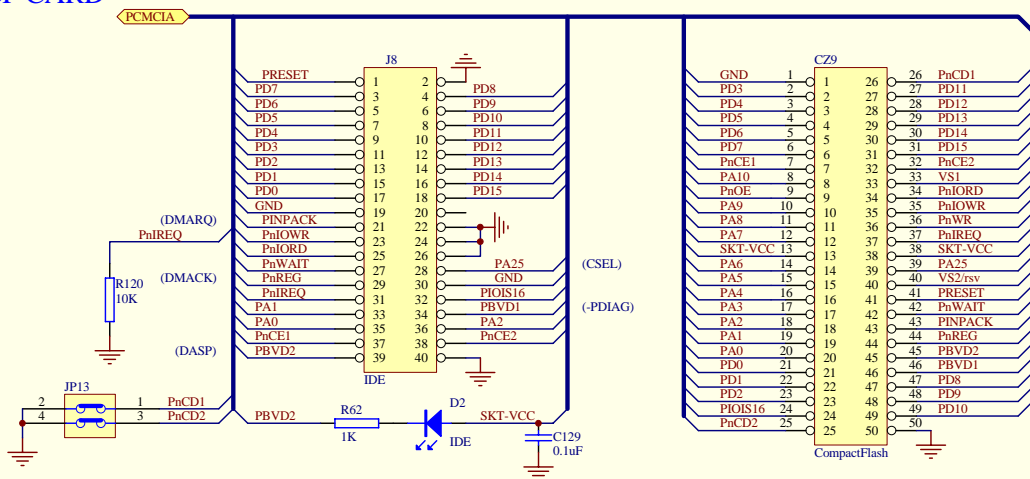 CARD
PCMCIA
J8
PRESET 1 2
PD7 3 4 PD8
PD6 5 6 PD9
PD5 7 8 PD10
PD4 9 10 PD11
PD3 11 12 PD12
PD2 13 14 PD13
PD1 15 16 PD14
PD0 17 18 PD15
GND 19 20
(DMARQ) PINPACK 21 22
PnIREQ PnIOWR 23 24
PnIORD 25 26
PnWAIT 27 28 PA25 (CSEL)
(DMACK) PnREG 29 30 GND
PnIREQ 31 32 PIOIS16
PA1 33 34 PBVD1 (-PDIAG)
PA0 35 36 PA2
PnCE1 37 38 PnCE2
(DASP) PBVD2 39 40
IDE
R120
10K
JP13
2 1 PnCD1
4 3 PnCD2
PBVD2 R62 D2 SKT-VCC
1K IDE
C129
0.1uF
CZ9
GND 1 1 26 26 PnCD1
PD3 2 2 27 27 PD11
PD4 3 3 28 28 PD12
PD5 4 4 29 29 PD13
PD6 5 5 30 30 PD14
PD7 6 6 31 31 PD15
PnCE1 7 7 32 32 PnCE2
PA10 8 8 33 33 VS1
PnOE 9 9 34 34 PnIORD
PA9 10 10 35 35 PnIOWR
PA8 11 11 36 36 PnWR
PA7 12 12 37 37 PnIREQ
SKT-VCC 13 13 38 38 SKT-VCC
PA6 14 14 39 39 PA25
PA5 15 15 40 40 VS2/rsv
PA4 16 16 41 41 PRESET
PA3 17 17 42 42 PnWAIT
PA2 18 18 43 43 PINPACK
PA1 19 19 44 44 PnREG
PA0 20 20 45 45 PBVD2
PD0 21 21 46 46 PBVD1
PD1 22 22 47 47 PD8
PD2 23 23 48 48 PD9
PIOIS16 24 24 49 49 PD10
PnCD2 25 25 50 50
CompactFlash